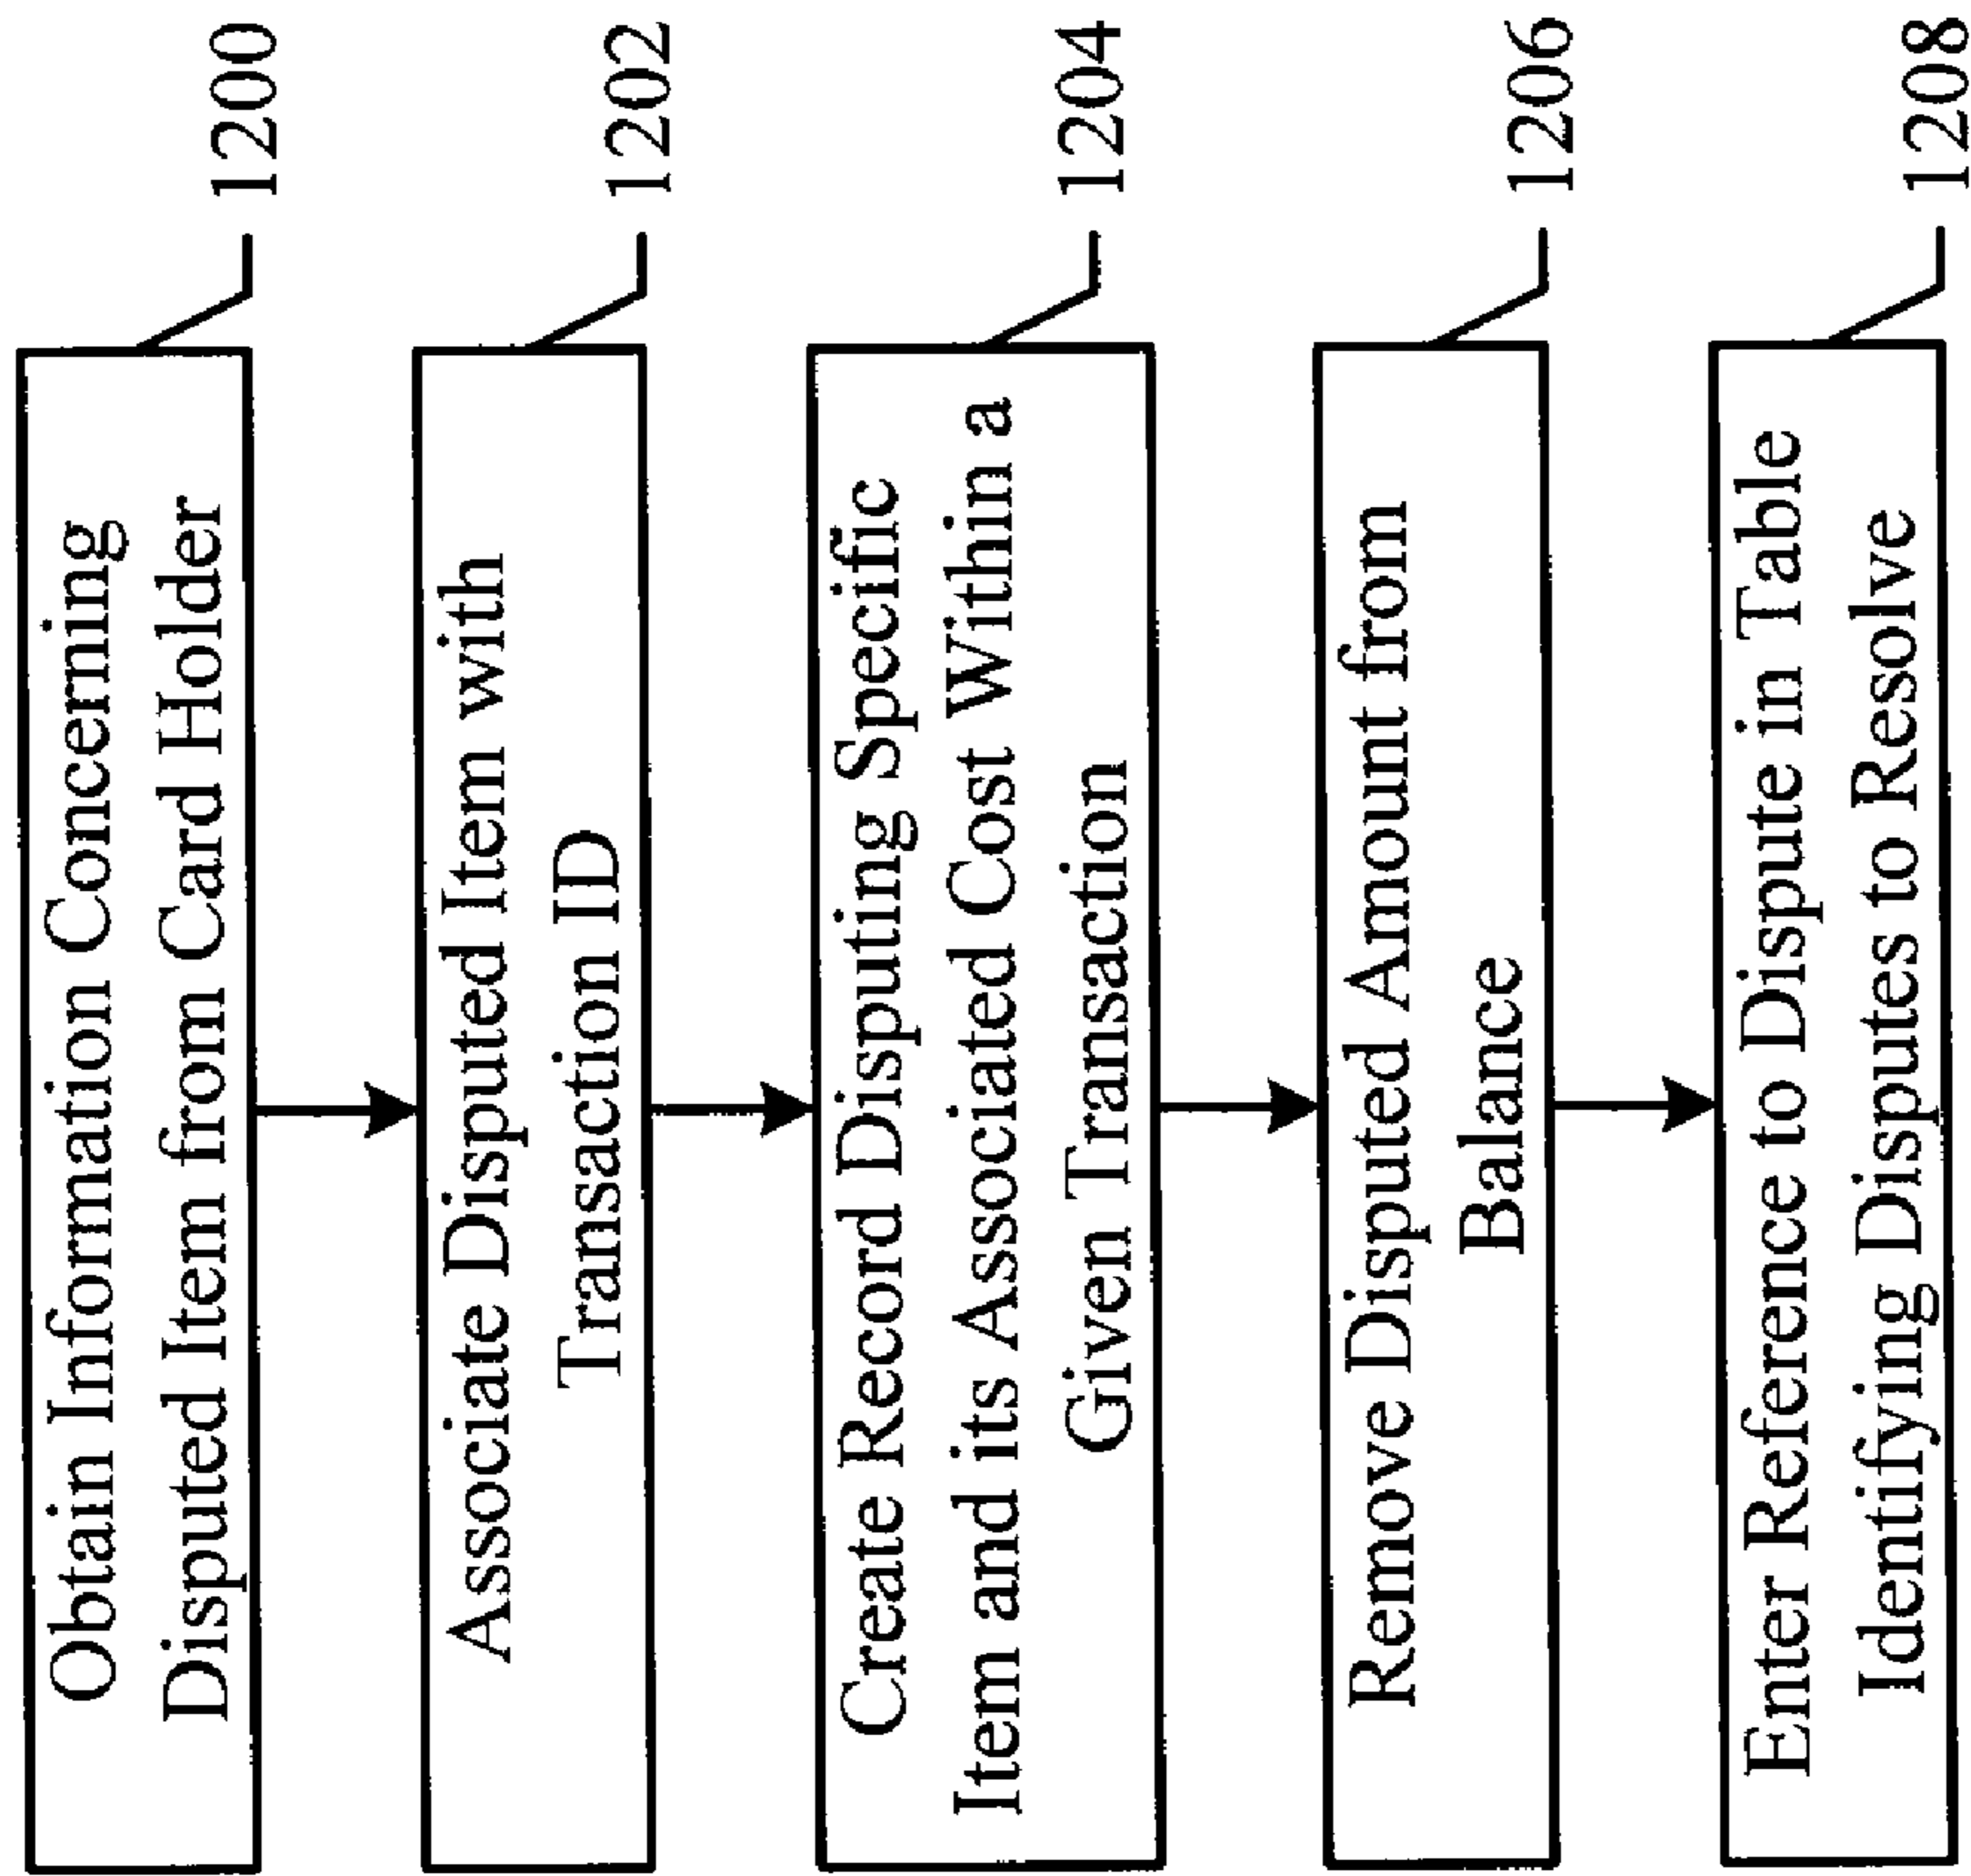 Obtain Information Concerning
Disputed Item from Card Holder
1200
Associate Disputed Item with
Transaction ID
1202
Create Record Disputing Specific
Item and its Associated Cost Within a
Given Transaction
1204
Remove Disputed Amount from
Balance
1206
Enter Reference to Dispute in Table
Identifying Disputes to Resolve
1208